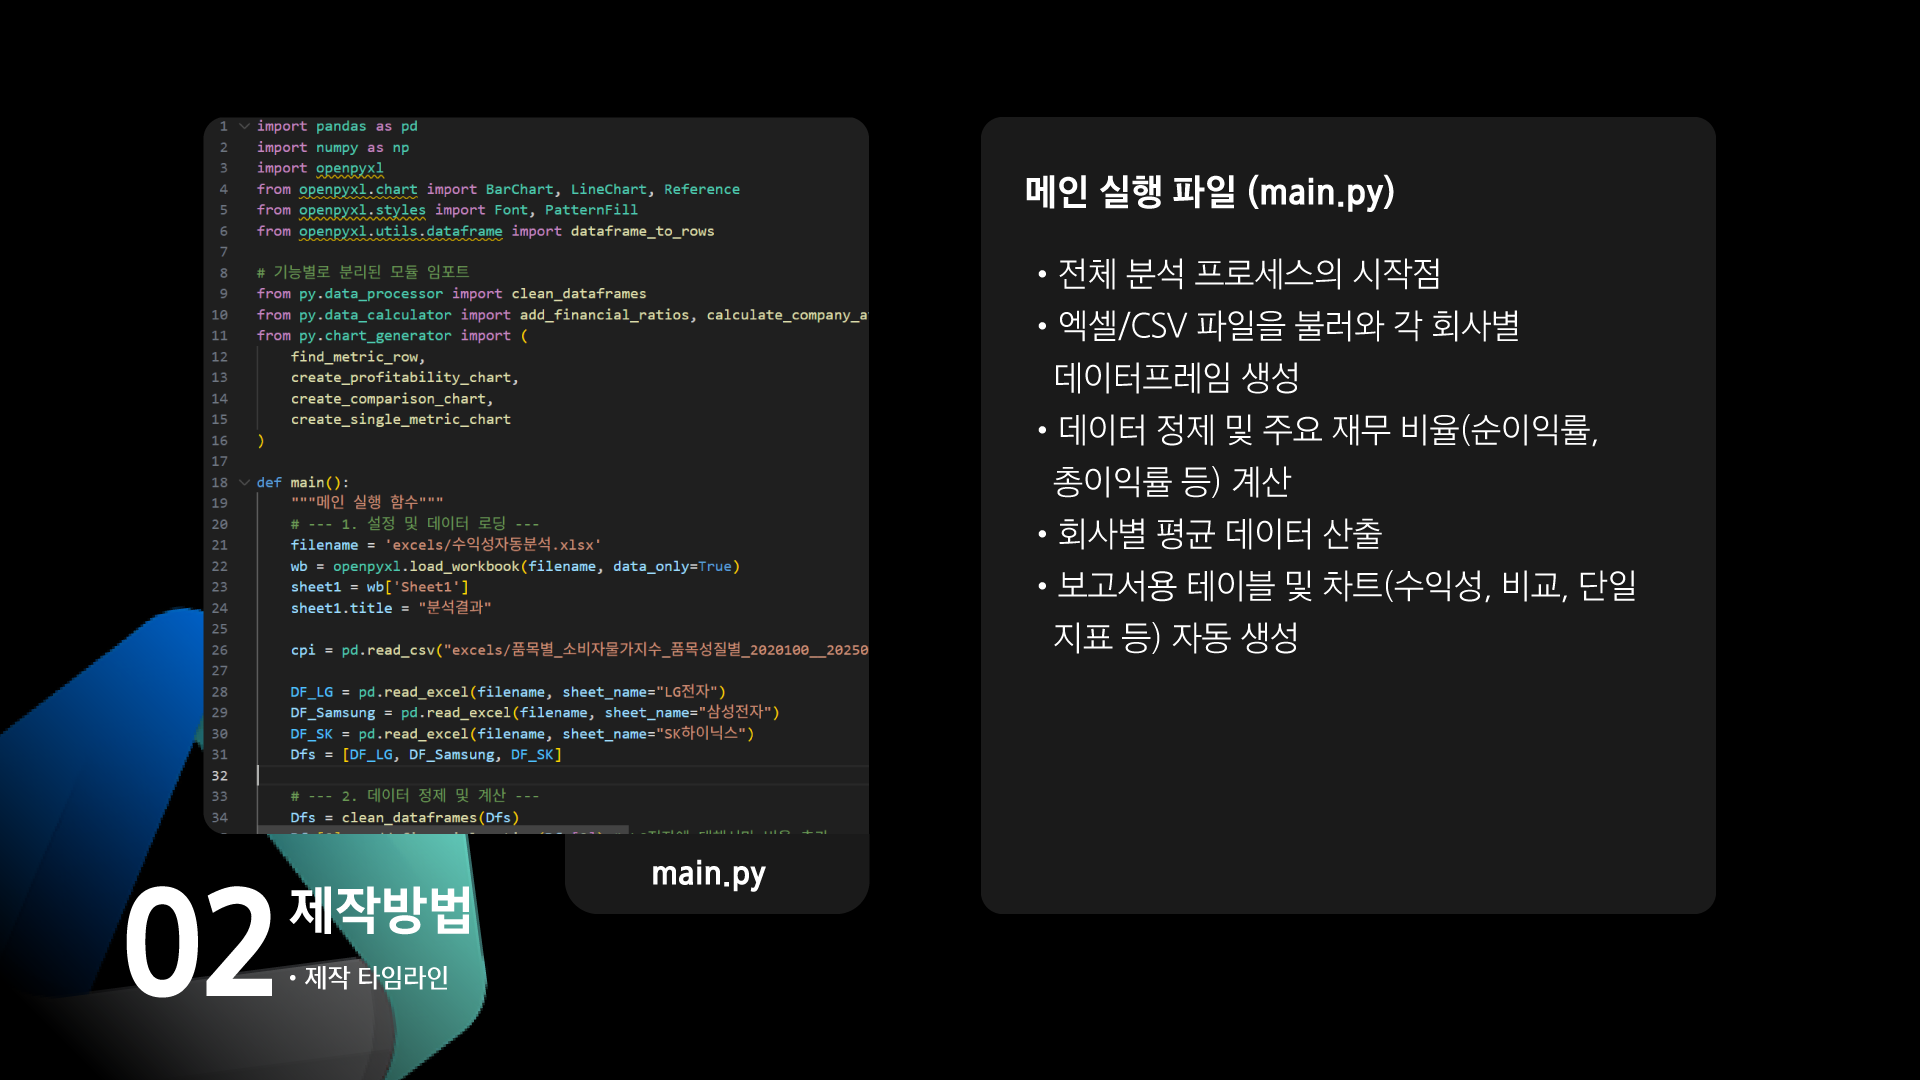 1 import pandas as pd
2 import numpy as np
3 import openpyxl
4 from openpyxl.chart import BarChart, LineChart, Reference
5 from openpyxl.styles import Font, PatternFill
6 from openpyxl.utils.dataframe import dataframe_to_rows
7
8 # 기능별로 분리된 모듈 임포트
9 from py.data_processor import clean_dataframes
10 from py.data_calculator import add_financial_ratios, calculate_company_a
11 from py.chart_generator import (
12 find_metric_row,
13 create_profitability_chart,
14 create_comparison_chart,
15 create_single_metric_chart
16 )
17
18 def main():
19 """메인 실행 함수"""
20 # --- 1. 설정 및 데이터 로딩 ---
21 filename = 'excels/수익성자동분석.xlsx'
22 wb = openpyxl.load_workbook(filename, data_only=True)
23 sheet1 = wb['Sheet1']
24 sheet1.title = "분석결과"
25
26 cpi = pd.read_csv("excels/품목별_소비자물가지수_품목성질별_2020100__20250
27
28 DF_LG = pd.read_excel(filename, sheet_name="LG전자")
29 DF_Samsung = pd.read_excel(filename, sheet_name="삼성전자")
30 DF_SK = pd.read_excel(filename, sheet_name="SK하이닉스")
31 Dfs = [DF_LG, DF_Samsung, DF_SK]
32
33 # --- 2. 데이터 정제 및 계산 ---
34 Dfs = clean_dataframes(Dfs)
main.py
메인 실행 파일 (main.py)
• 전체 분석 프로세스의 시작점
• 엑셀/CSV 파일을 불러와 각 회사별
데이터프레임 생성
• 데이터 정제 및 주요 재무 비율(순이익률,
총이익률 등) 계산
• 회사별 평균 데이터 산출
• 보고서용 테이블 및 차트(수익성, 비교, 단일
지표 등) 자동 생성
02 제작방법
• 제작 타임라인